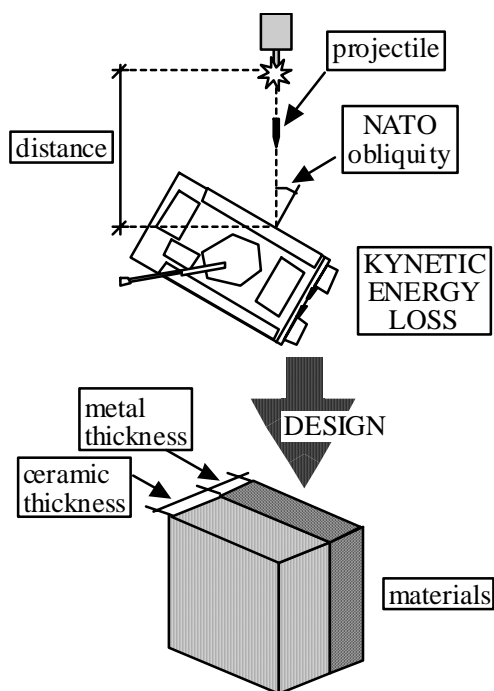 projectile
distance
NATO
obliquity
KYNETIC
ENERGY
LOSS
metal
thickness
DESIGN
ceramic
thickness
materials